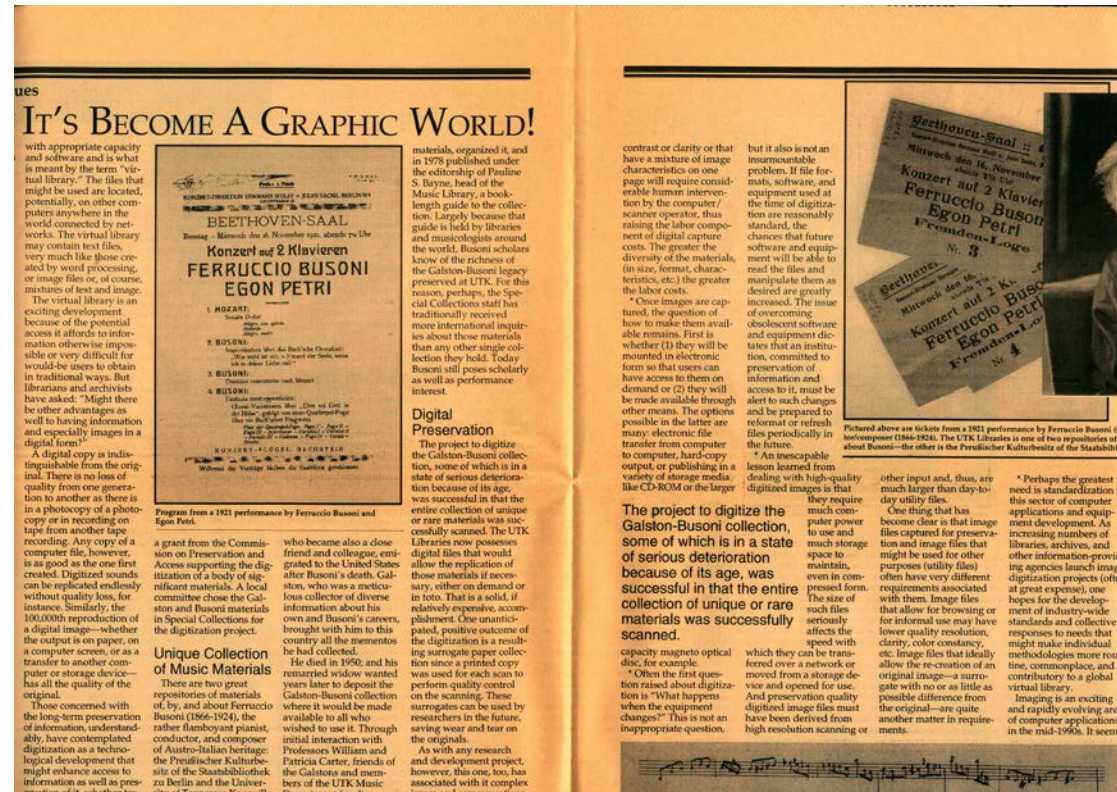 ues
IT'S BECOME A GRAPHIC WORLD!
with appropriate capacity
and software and is what
is meant by the term "vir-
tual library." The files that
might be used are located,
potentially, on other com-
puters anywhere in the
world connected by net-
works. The virtual library
may contain text files,
very much like those cre-
ated by word processing,
or image files or, of course,
mixtures of text and image.
The virtual library is an
exciting development
because of the potential
access it affords to infor-
mation otherwise impos-
sible or very difficult for
would-be users to obtain
in traditional ways. But
librarians and archivists
have asked: "Might there
be other advantages as
well to having information
and especially images in a
digital form?"
A digital copy is indis-
tinguishable from the orig-
inal. There is no loss of
quality from one genera-
tion to another as there is
in a photocopy of a photo-
copy or in recording on
tape from another tape
recording. Any copy of a
computer file, however,
is as good as the one first
created. Digitized sounds
can be replicated endlessly
without quality loss, for
instance. Similarly, the
100,000th reproduction of
a digital image—whether
the output is on paper, on
a computer screen, or as a
transfer to another com-
puter or storage device—
has all the quality of the
original.
Those concerned with
the long-term preservation
of information, understand-
ably, have contemplated
digitization as a techno-
logical development that
might enhance access to
information as well as pres-
BEETHOVEN-SAAL
Konzert auf 2 Klavieren
FERRUCCIO BUSONI
EGON PETRI
1. MOZART:
2. BUSONI:
3. BUSONI:
4. BUSONI:
Program from a 1921 performance by Ferruccio Busoni and
Egon Petri.
a grant from the Commis-
sion on Preservation and
Access supporting the dig-
itization of a body of sig-
nificant materials. A local
committee chose the Gal-
ston and Busoni materials
in Special Collections for
the digitization project.
Unique Collection
of Music Materials
There are two great
repositories of materials
of, by, and about Ferruccio
Busoni (1866-1924), the
rather flamboyant pianist,
conductor, and composer
of Austro-Italian heritage:
the Preußischer Kulturbe-
sitz of the Staatsbibliothek
zu Berlin and the Univer-
who became also a close
friend and colleague, emi-
grated to the United States
after Busoni's death. Gal-
ston, who was a meticu-
lous collector of diverse
information about his
own and Busoni's careers,
brought with him to this
country all the mementos
he had collected.
He died in 1950; and his
remarried widow wanted
years later to deposit the
Galston-Busoni collection
where it would be made
available to all who
wished to use it. Through
initial interaction with
Professors William and
Patricia Carter, friends of
the Galstons and mem-
bers of the UTK Music
materials, organized it, and
in 1978 published under
the editorship of Pauline
S. Bayne, head of the
Music Library, a book-
length guide to the collec-
tion. Largely because that
guide is held by libraries
and musicologists around
the world, Busoni scholars
know of the richness of
the Galston-Busoni legacy
preserved at UTK. For this
reason, perhaps, the Spe-
cial Collections staff has
traditionally received
more international inquir-
ies about those materials
than any other single col-
lection they hold. Today
Busoni still poses scholarly
as well as performance
interest.
Digital
Preservation
The project to digitize
the Galston-Busoni collec-
tion, some of which is in a
state of serious deteriora-
tion because of its age,
was successful in that the
entire collection of unique
or rare materials was suc-
cessfully scanned. The UTK
Libraries now possesses
digital files that would
allow the replication of
those materials if neces-
sary, either on demand or
in toto. That is a solid, if
relatively expensive, accom-
plishment. One unantici-
pated, positive outcome of
the digitization is a result-
ing surrogate paper collec-
tion since a printed copy
was used for each scan to
perform quality control
on the scanning. These
surrogates can be used by
researchers in the future,
saving wear and tear on
the originals.
As with any research
and development project,
however, this one, too, has
associated with it complex
contrast or clarity or that
have a mixture of image
characteristics on one
page will require consid-
erable human interven-
tion by the computer/
scanner operator, thus
raising the labor compo-
nent of digital capture
costs. The greater the
diversity of the materials,
(in size, format, charac-
teristics, etc.) the greater
the labor costs.
* Once images are cap-
tured, the question of
how to make them avail-
able remains. First is
whether (1) they will be
mounted in electronic
form so that users can
have access to them on
demand or (2) they will
be made available through
other means. The options
possible in the latter are
many: electronic file
transfer from computer
to computer, hard-copy
output, or publishing in a
variety of storage media
like CD-ROM or the larger
The project to digitize the
Galston-Busoni collection,
some of which is in a state
of serious deterioration
because of its age, was
successful in that the entire
collection of unique or rare
materials was successfully
scanned.
capacity magneto optical
disc, for example.
* Often the first ques-
tion raised about digitiza-
tion is "What happens
when the equipment
changes?" This is not an
inappropriate question,
but it also is not an
insurmountable
problem. If file for-
mats, software, and
equipment used at
the time of digitiza-
tion are reasonably
standard, the
chances that future
software and equip-
ment will be able to
read the files and
manipulate them as
desired are greatly
increased. The issue
of overcoming
obsolescent software
and equipment dic-
tates that an institu-
tion, committed to
preservation of
information and
access to it, must be
alert to such changes
and be prepared to
reformat or refresh
files periodically in
the future.
* An inescapable
lesson learned from
dealing with high-quality
digitized images is that
they require
much com-
puter power
to use and
much storage
space to
maintain,
even in com-
pressed form.
The size of
such files
seriously
affects the
speed with
which they can be trans-
ferred over a network or
moved from a storage de-
vice and opened for use.
And preservation quality
digitized image files must
have been derived from
high resolution scanning or
Beethoven-Saal
Mittwoch den 16. November
Konzert auf 2 Klavier
Ferruccio Buson
Egon Petri
Fremden-Loge
Nr. 3
Konzert auf 2 K
Ferruccio Buso
Egon Petri
Fremden-Lo
Nr. 4
Pictured above are tickets from a 1921 performance by Ferruccio Busoni
tor/composer (1866-1924). The UTK Libraries is one of two repositories o
about Busoni—the other is the Preußischer Kulturbesitz of the Staatsbibl
other input and, thus, are
much larger than day-to-
day utility files.
One thing that has
become clear is that image
files captured for preserva-
tion and image files that
might be used for other
purposes (utility files)
often have very different
requirements associated
with them. Image files
that allow for browsing or
for informal use may have
lower quality resolution,
clarity, color constancy,
etc. Image files that ideally
allow the re-creation of an
original image—a surro-
gate with no or as little as
possible difference from
the original—are quite
another matter in require-
ments.
* Perhaps the greatest
need is standardization
this sector of computer
applications and equip-
ment development. As
increasing numbers of
libraries, archives, and
other information-provid
ing agencies launch imag
digitization projects (oft
at great expense), one
hopes for the develop-
ment of industry-wide
standards and collective
responses to needs that
might make individual
methodologies more rou
tine, commonplace, and
contributory to a global
virtual library.
Imaging is an exciting
and rapidly evolving are
of computer application
in the mid-1990s. It seem